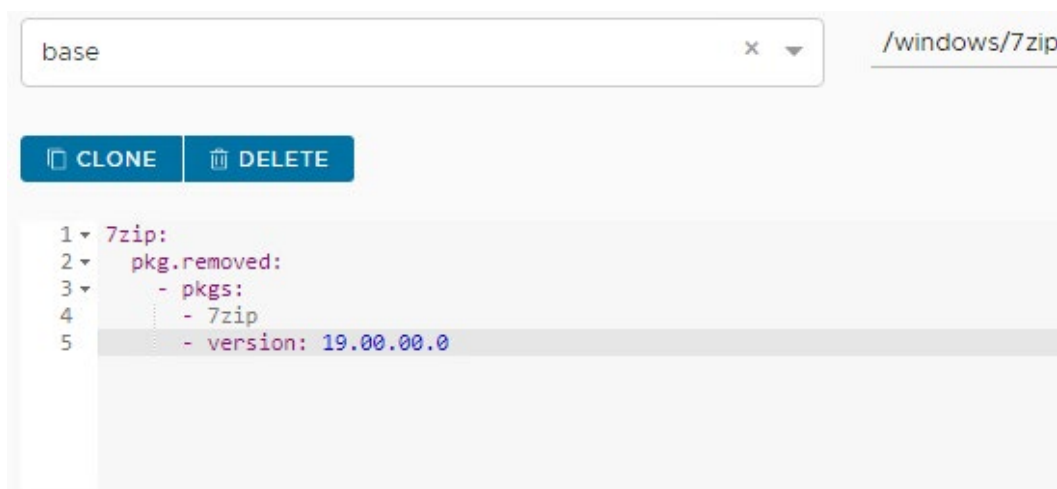 base
/windows/7zip
CLONE
DELETE
1 7zip:
2 pkg.removed:
3 - pkgs:
4 - 7zip
5 - version: 19.00.00.0